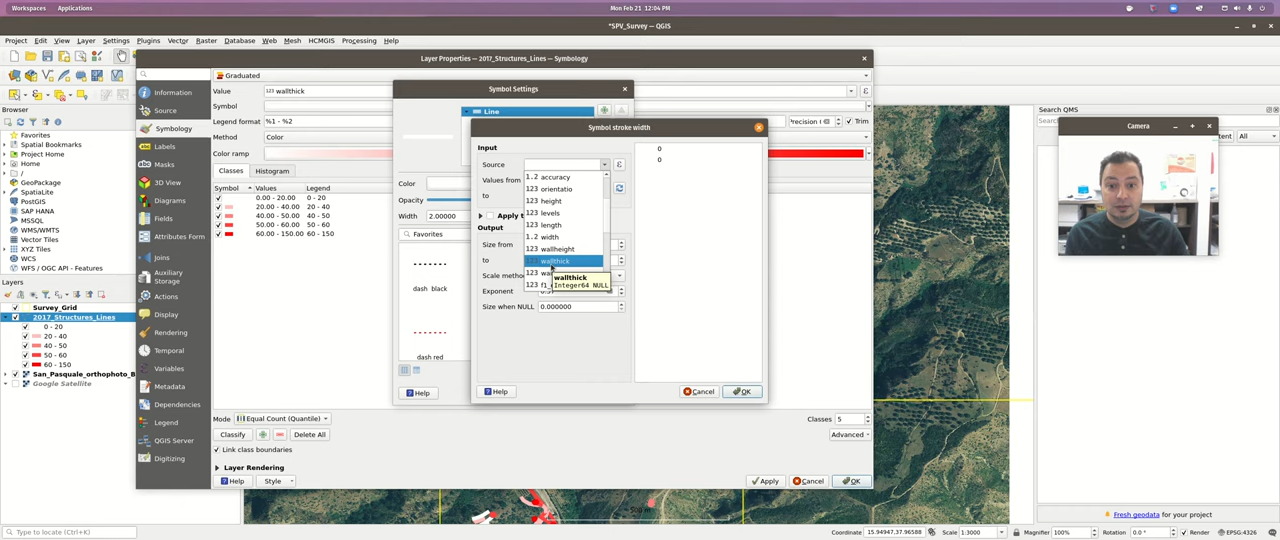 Workspaces Applications Mon Feb 21 12:04 PM
*SPV_Survey — QGIS
Project Edit View Layer Settings Plugins Vector Raster Database Web Mesh HCMGIS Processing Help
Layer Properties — 2017_Structures_Lines — Symbology
Graduated
Information
Source
Symbology
Labels
Masks
3D View
Diagrams
Fields
Attributes Form
Joins
Auxiliary
Storage
Actions
Display
Rendering
Temporal
Variables
Metadata
Dependencies
Legend
QGIS Server
Digitizing
Value 123 wallthick
Symbol
Legend format %1 - %2
Trim
Method Color
Color ramp
Classes Histogram
Symbol Values Legend
0.00 - 20.00 0 - 20
20.00 - 40.00 20 - 40
40.00 - 50.00 40 - 50
50.00 - 60.00 50 - 60
60.00 - 150.00 60 - 150
Mode Equal Count (Quantile)
Classes 5
Classify Delete All Advanced
Link class boundaries
Layer Rendering
Help Style Apply Cancel OK
Symbol Settings
Line
Color
Opacity
Width 2.00000
Favorites
dash black
dash red
Help
Symbol stroke width
Input
Source
Values from
to
Apply t
Output
Size from
to
Scale method
Exponent
Size when NULL 0.000000
1.2 accuracy
123 orientatio
123 height
123 levels
123 length
1.2 width
123 wallheight
123 wallthick
wallthick
Integer64 NULL
0
0
Help Cancel OK
Browser
Favorites
Spatial Bookmarks
Project Home
Home
/
GeoPackage
SpatiaLite
PostGIS
SAP HANA
MSSQL
WMS/WMTS
Vector Tiles
XYZ Tiles
WCS
WFS / OGC API - Features
Layers
Survey_Grid
2017_Structures_Lines
0 - 20
20 - 40
40 - 50
50 - 60
60 - 150
San_Pasquale_orthophoto_B
Google Satellite
Search QMS
All
Camera
Fresh geodata for your project
Type to locate (Ctrl+K)
Coordinate 15.94947,37.96588 Scale 1:3000 Magnifier 100% Rotation 0.0 ° Render EPSG:4326